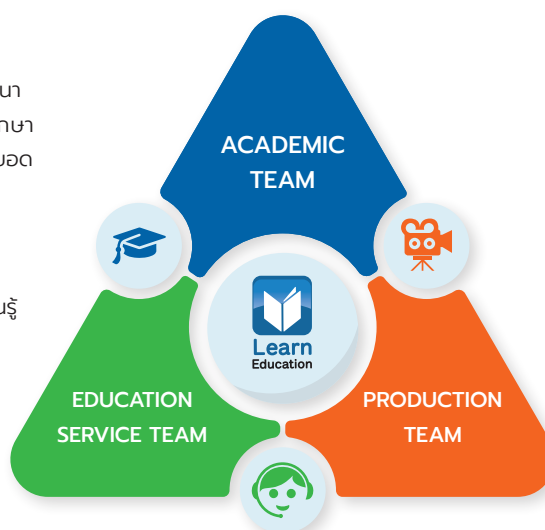 ACADEMIC
TEAM
Learn
Education
EDUCATION
SERVICE TEAM
PRODUCTION
TEAM